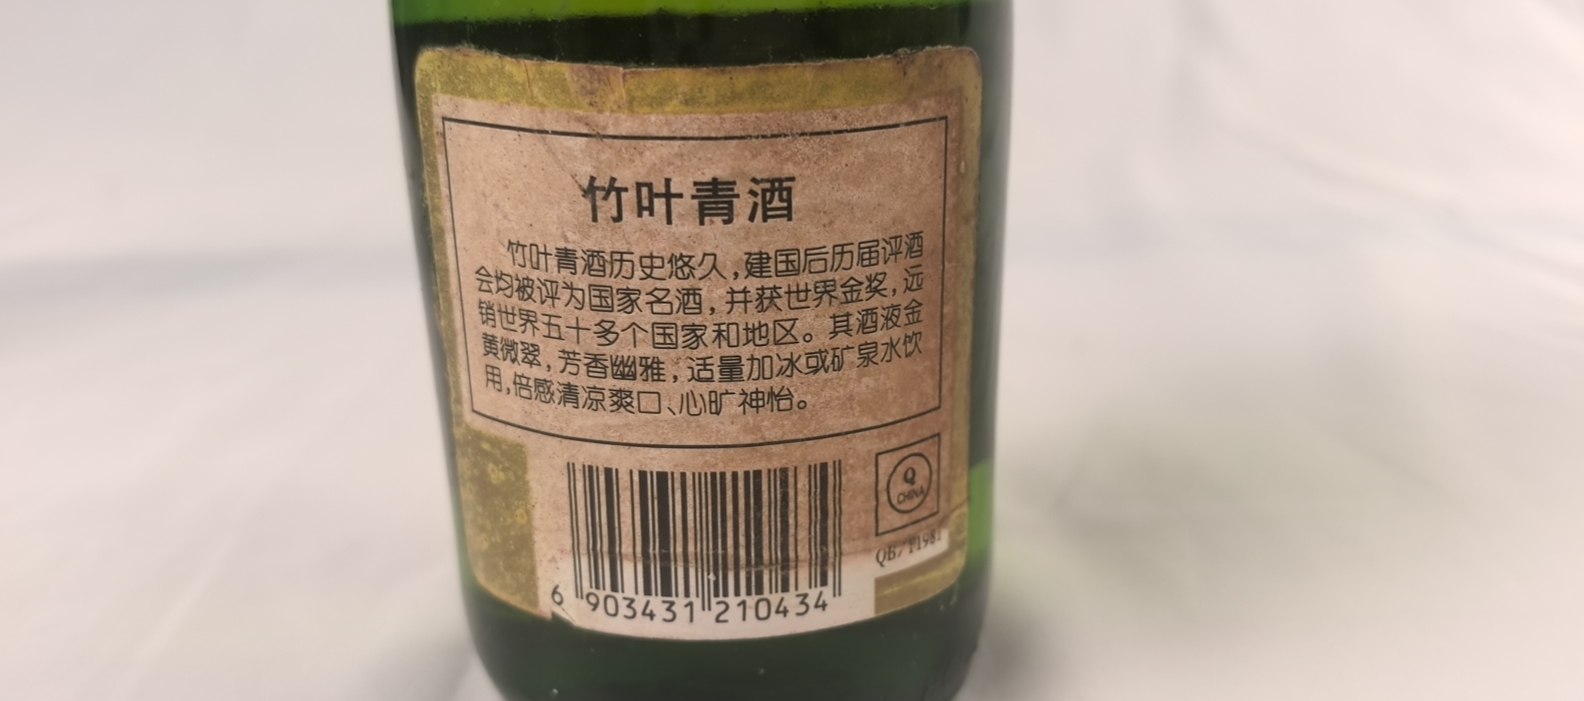 竹叶青酒
竹叶青酒历史悠久,建国后历届评酒
会均被评为国家名酒,并获世界金奖,远
销世界五十多个国家和地区。其酒液金
黄微翠,芳香幽雅,适量加冰或矿泉水饮
用,倍感清凉爽口、心旷神怡。
Q
CHINA
QB/T1981
6 903431 210434